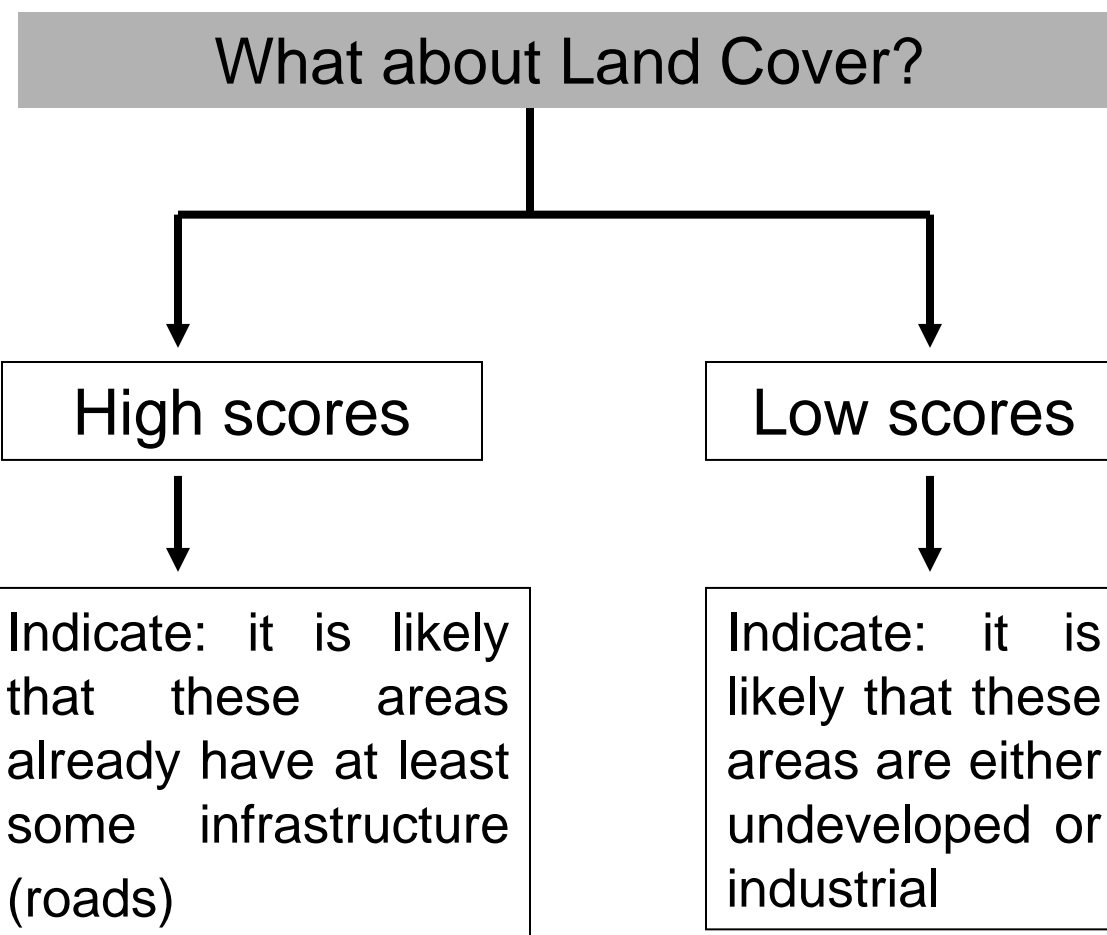 What about Land Cover?
High scores
Low scores
Indicate: it is likely
that these areas
already have at least
some infrastructure
(roads)
Indicate: it is
likely that these
areas are either
undeveloped or
industrial